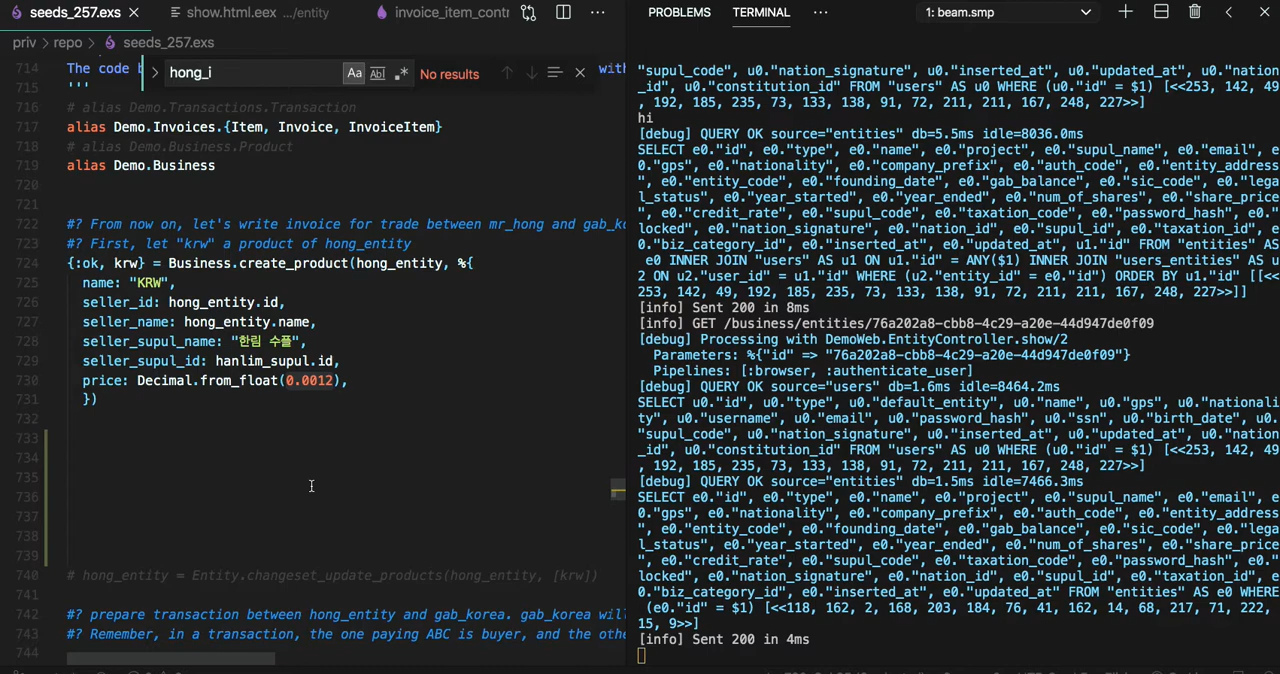 seeds_257.exs
show.html.eex .../entity
invoice_item_contr
priv > repo > seeds_257.exs
hong_i
Aa Ab| .*
No results
714 The code b
with
715 '''
716 # alias Demo.Transactions.Transaction
717 alias Demo.Invoices.{Item, Invoice, InvoiceItem}
718 # alias Demo.Business.Product
719 alias Demo.Business
720
721
722 #? From now on, let's write invoice for trade between mr_hong and gab_ko
723 #? First, let "krw" a product of hong_entity
724 {:ok, krw} = Business.create_product(hong_entity, %{
725 name: "KRW",
726 seller_id: hong_entity.id,
727 seller_name: hong_entity.name,
728 seller_supul_name: "한림 수플",
729 seller_supul_id: hanlim_supul.id,
730 price: Decimal.from_float(0.0012),
731 })
732
733
734
735
736
737
738
739
740 # hong_entity = Entity.changeset_update_products(hong_entity, [krw])
741
742 #? prepare transaction between hong_entity and gab_korea. gab_korea wil
743 #? Remember, in a transaction, the one paying ABC is buyer, and the othe
744
PROBLEMS TERMINAL ...
1: beam.smp
"supul_code", u0."nation_signature", u0."inserted_at", u0."updated_at", u0."nation
_id", u0."constitution_id" FROM "users" AS u0 WHERE (u0."id" = $1) [<<253, 142, 49
, 192, 185, 235, 73, 133, 138, 91, 72, 211, 211, 167, 248, 227>>]
hi
[debug] QUERY OK source="entities" db=5.5ms idle=8036.0ms
SELECT e0."id", e0."type", e0."name", e0."project", e0."supul_name", e0."email", e
0."gps", e0."nationality", e0."company_prefix", e0."auth_code", e0."entity_address
", e0."entity_code", e0."founding_date", e0."gab_balance", e0."sic_code", e0."lega
l_status", e0."year_started", e0."year_ended", e0."num_of_shares", e0."share_price
", e0."credit_rate", e0."supul_code", e0."taxation_code", e0."password_hash", e0."
locked", e0."nation_signature", e0."nation_id", e0."supul_id", e0."taxation_id", e
0."biz_category_id", e0."inserted_at", e0."updated_at", u1."id" FROM "entities" AS
e0 INNER JOIN "users" AS u1 ON u1."id" = ANY($1) INNER JOIN "users_entities" AS u
2 ON u2."user_id" = u1."id" WHERE (u2."entity_id" = e0."id") ORDER BY u1."id" [[<<
253, 142, 49, 192, 185, 235, 73, 133, 138, 91, 72, 211, 211, 167, 248, 227>>]]
[info] Sent 200 in 8ms
[info] GET /business/entities/76a202a8-cbb8-4c29-a20e-44d947de0f09
[debug] Processing with DemoWeb.EntityController.show/2
Parameters: %{"id" => "76a202a8-cbb8-4c29-a20e-44d947de0f09"}
Pipelines: [:browser, :authenticate_user]
[debug] QUERY OK source="users" db=1.6ms idle=8464.2ms
SELECT u0."id", u0."type", u0."default_entity", u0."name", u0."gps", u0."nationali
ty", u0."username", u0."email", u0."password_hash", u0."ssn", u0."birth_date", u0.
"supul_code", u0."nation_signature", u0."inserted_at", u0."updated_at", u0."nation
_id", u0."constitution_id" FROM "users" AS u0 WHERE (u0."id" = $1) [<<253, 142, 49
, 192, 185, 235, 73, 133, 138, 91, 72, 211, 211, 167, 248, 227>>]
[debug] QUERY OK source="entities" db=1.5ms idle=7466.3ms
SELECT e0."id", e0."type", e0."name", e0."project", e0."supul_name", e0."email", e
0."gps", e0."nationality", e0."company_prefix", e0."auth_code", e0."entity_address
", e0."entity_code", e0."founding_date", e0."gab_balance", e0."sic_code", e0."lega
l_status", e0."year_started", e0."year_ended", e0."num_of_shares", e0."share_price
", e0."credit_rate", e0."supul_code", e0."taxation_code", e0."password_hash", e0."
locked", e0."nation_signature", e0."nation_id", e0."supul_id", e0."taxation_id", e
0."biz_category_id", e0."inserted_at", e0."updated_at" FROM "entities" AS e0 WHERE
(e0."id" = $1) [<<118, 162, 2, 168, 203, 184, 76, 41, 162, 14, 68, 217, 71, 222,
15, 9>>]
[info] Sent 200 in 4ms